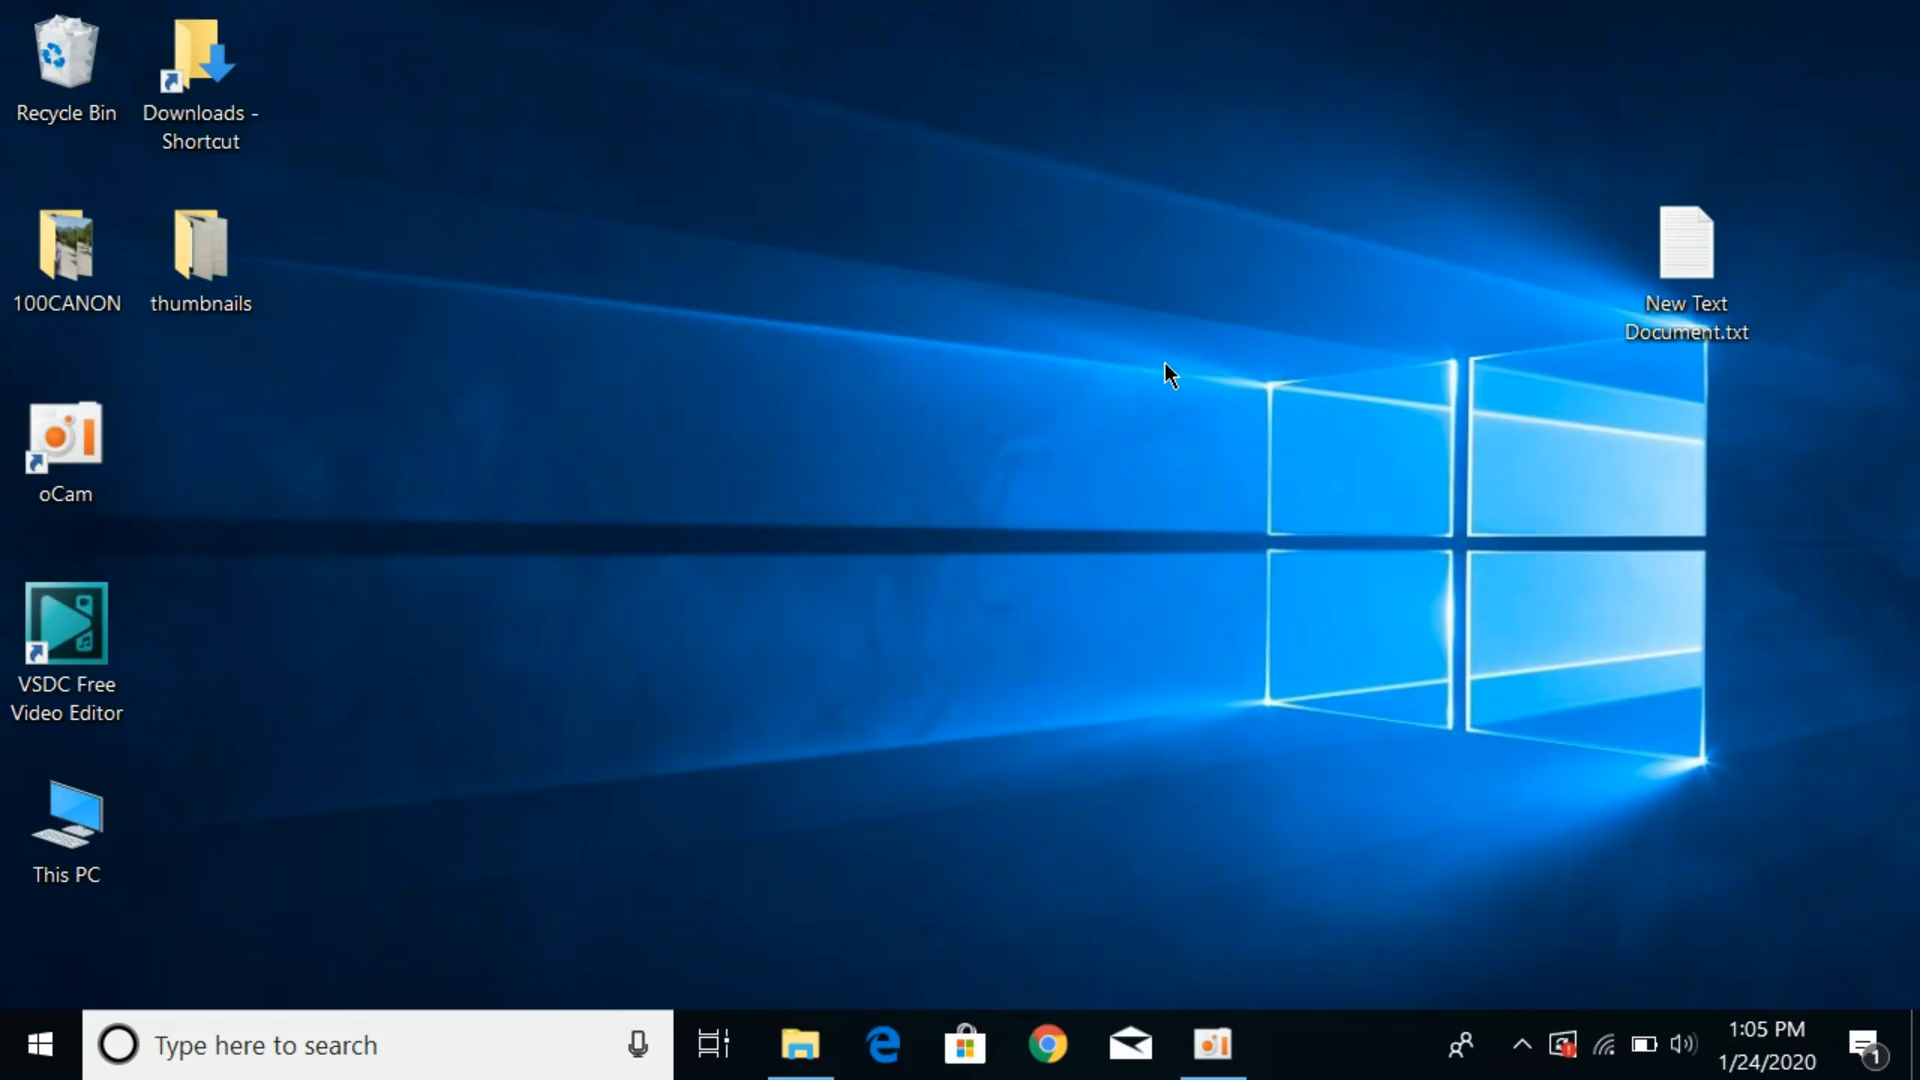 Recycle Bin
Downloads -
Shortcut
100CANON
thumbnails
New Text
Document.txt
oCam
VSDC Free
Video Editor
This PC
Type here to search
1:05 PM
1/24/2020
1